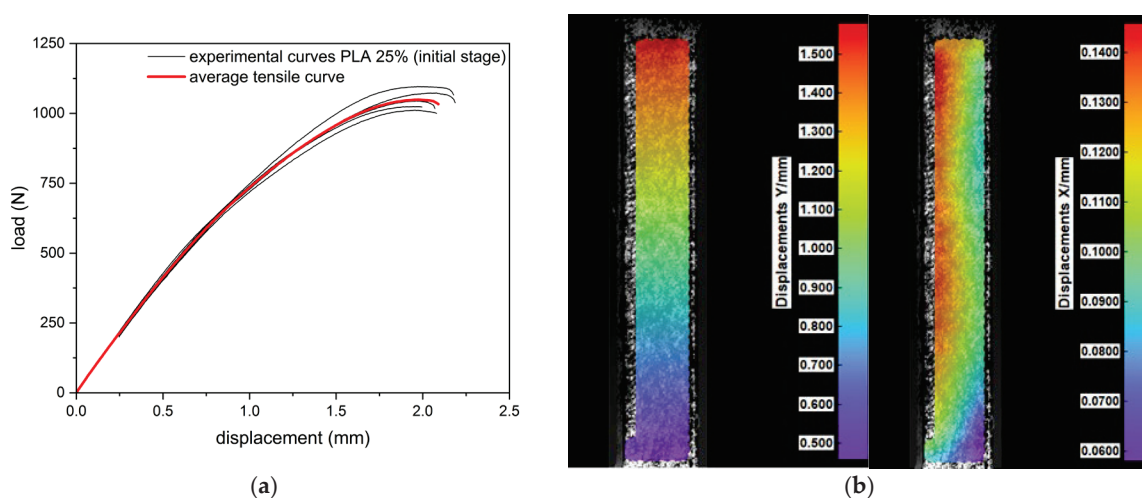 1250
1000
750
500
250
0
load (N)
experimental curves PLA 25% (initial stage)
average tensile curve
0.0 0.5 1.0 1.5 2.0 2.5
displacement (mm)
(a)
Displacements Y/mm
1.500
1.400
1.300
1.200
1.100
1.000
0.900
0.800
0.700
0.600
0.500
Displacements X/mm
0.1400
0.1300
0.1200
0.1100
0.1000
0.0900
0.0800
0.0700
0.0600
(b)